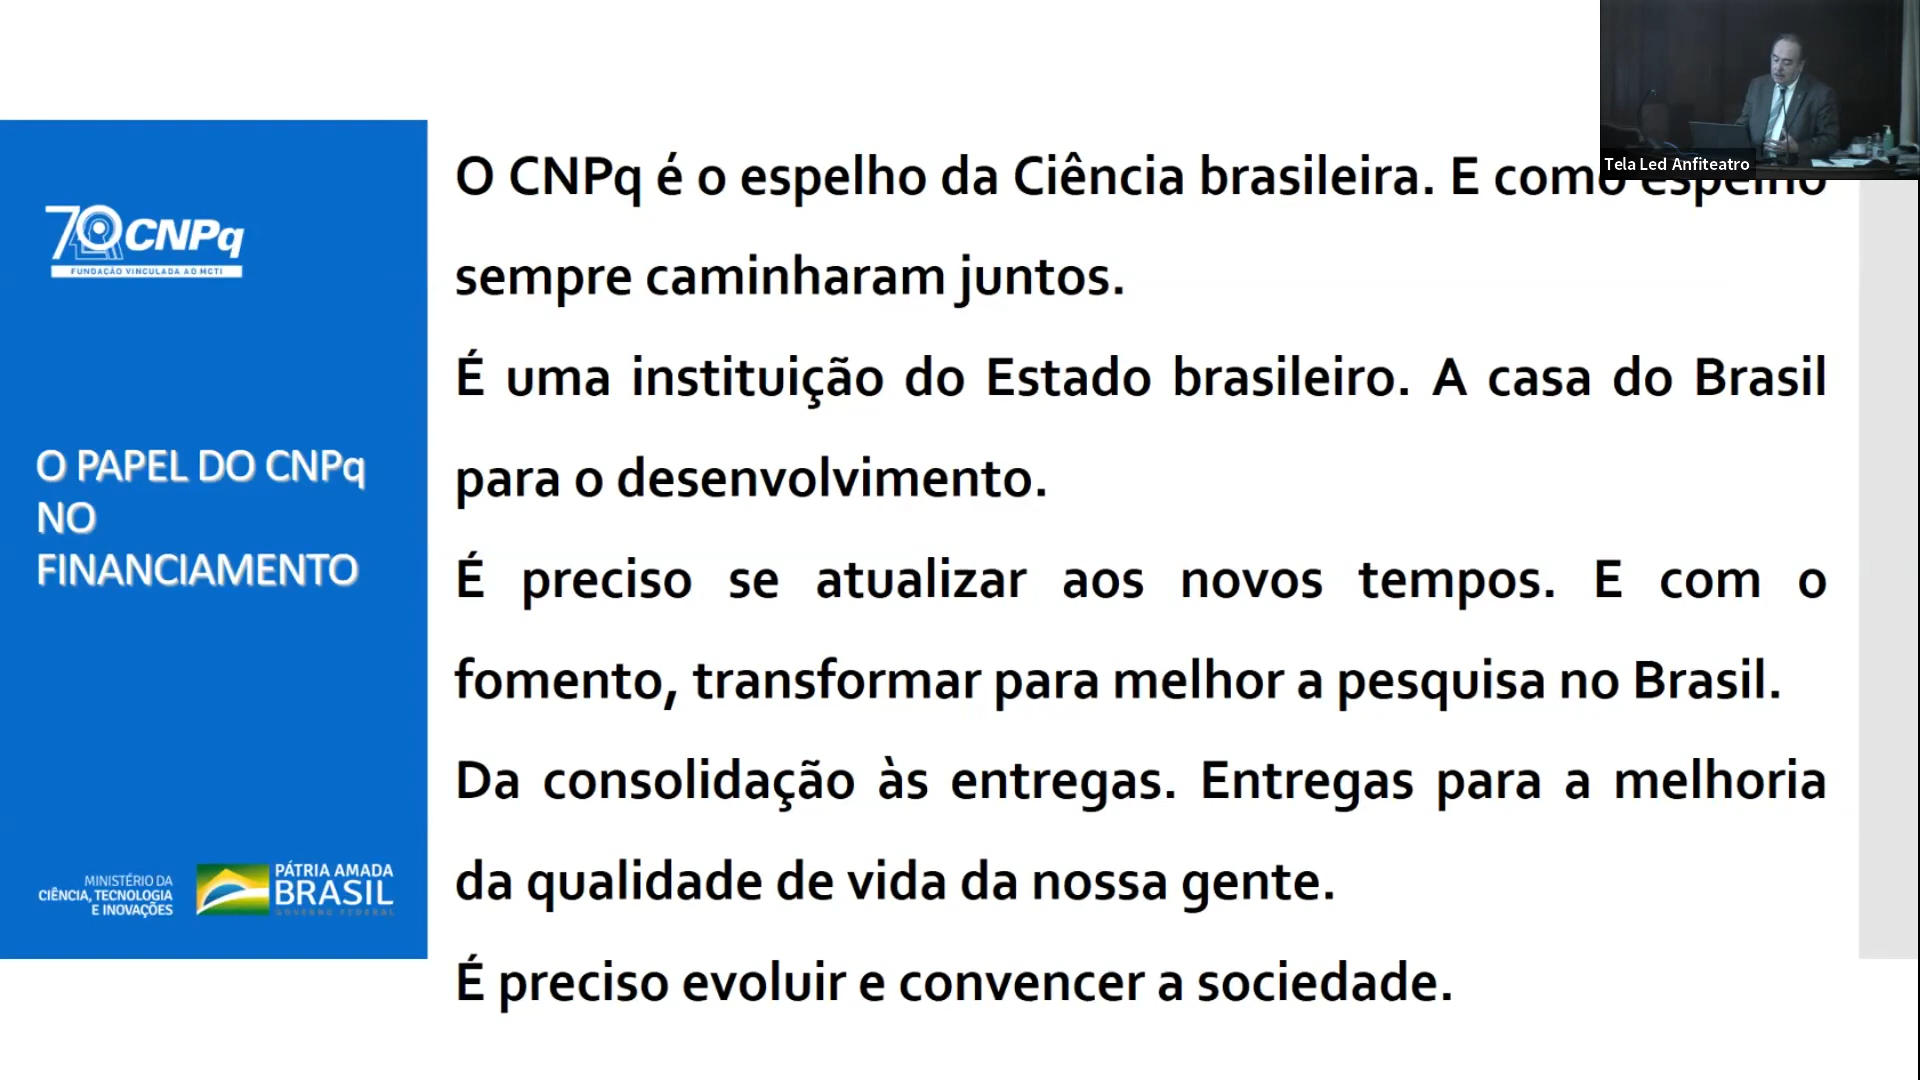 70 CNPq
FUNDAÇÃO VINCULADA AO MCTI
O PAPEL DO CNPq
NO
FINANCIAMENTO
MINISTÉRIO DA
CIÊNCIA, TECNOLOGIA
E INOVAÇÕES
PÁTRIA AMADA
BRASIL
GOVERNO FEDERAL
O CNPq é o espelho da Ciência brasileira. E como espelho
sempre caminharam juntos.
É uma instituição do Estado brasileiro. A casa do Brasil
para o desenvolvimento.
É preciso se atualizar aos novos tempos. E com o
fomento, transformar para melhor a pesquisa no Brasil.
Da consolidação às entregas. Entregas para a melhoria
da qualidade de vida da nossa gente.
É preciso evoluir e convencer a sociedade.
Tela Led Anfiteatro